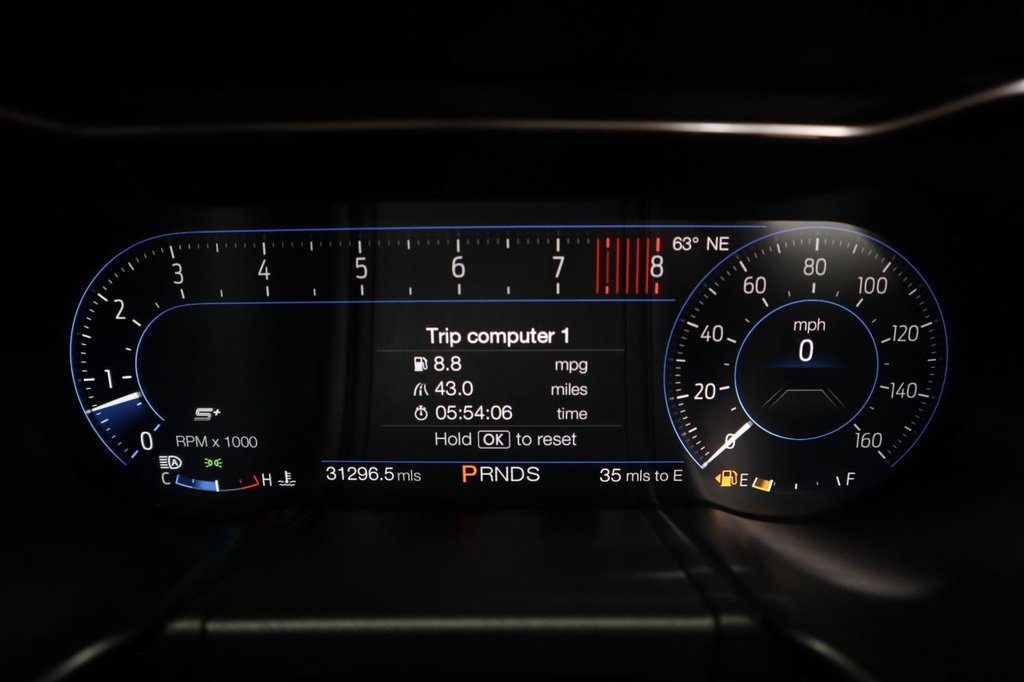 63° NE
0 1 2 3 4 5 6 7 8
RPM x 1000
S+
Trip computer 1
8.8 mpg
43.0 miles
05:54:06 time
Hold OK to reset
0 20 40 60 80 100 120 140 160
mph
0
A
C H
31296.5 mls
PRNDS
35 mls to E
E F